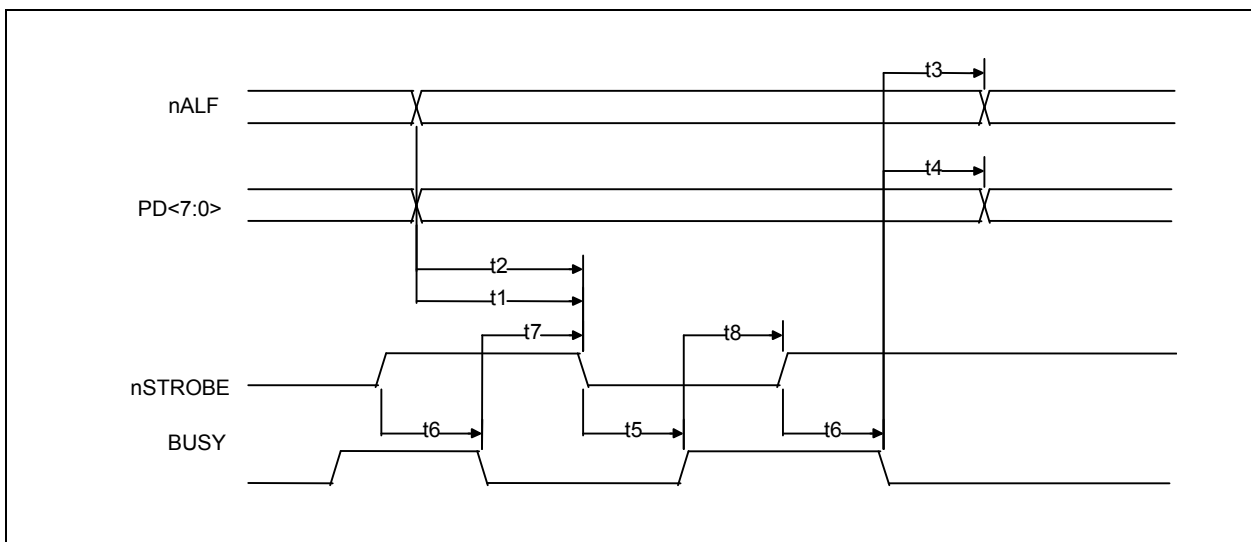 t3
nALF
t4
PD<7:0>
t2
t1
t7 t8
nSTROBE
t6 t5 t6
BUSY